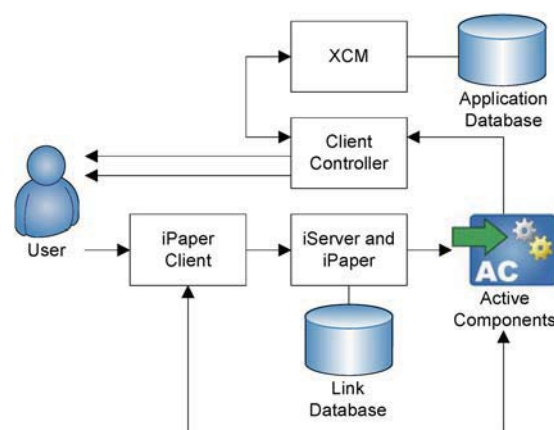 XCM
Application
Database
Client
Controller
User
iPaper
Client
iServer and
iPaper
AC
Active
Components
Link
Database